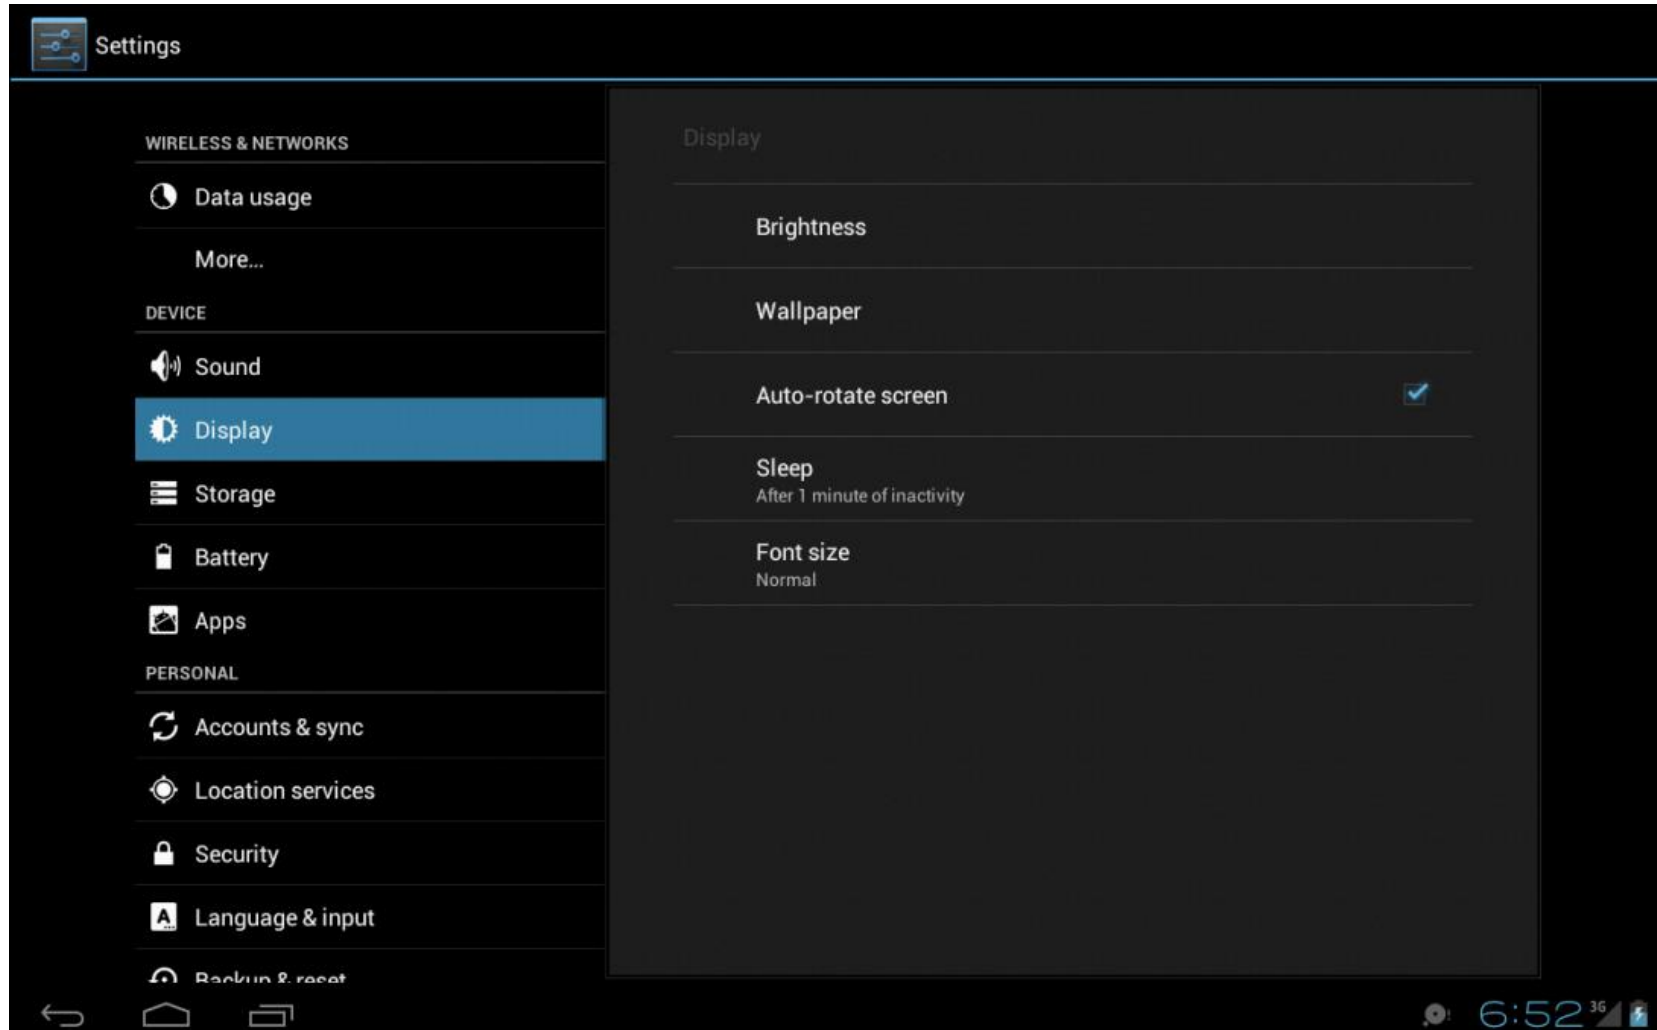 Settings
WIRELESS & NETWORKS
Data usage
More...
DEVICE
Sound
Display
Storage
Battery
Apps
PERSONAL
Accounts & sync
Location services
Security
Language & input
Backup & reset
Display
Brightness
Wallpaper
Auto-rotate screen
Sleep
After 1 minute of inactivity
Font size
Normal
6:52 3G